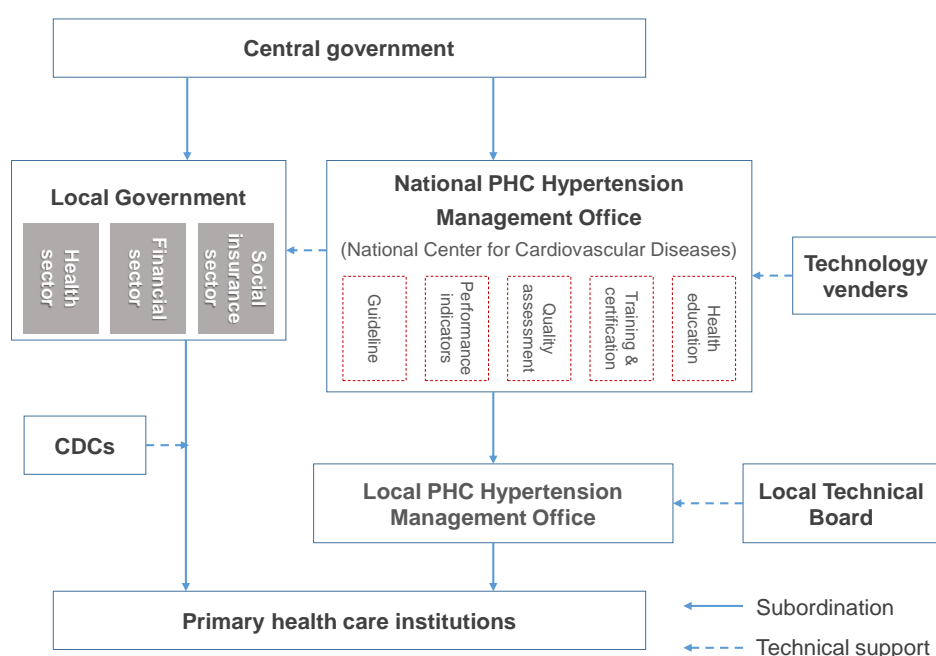 Central government
Local Government
Health
sector
Financial
sector
Social
insurance
sector
National PHC Hypertension
Management Office
(National Center for Cardiovascular Diseases)
Guideline
Performance
indicators
Quality
assessment
Training &
certification
Health
education
Technology
venders
CDCs
Local PHC Hypertension
Management Office
Local Technical
Board
Primary health care institutions
Subordination
Technical support